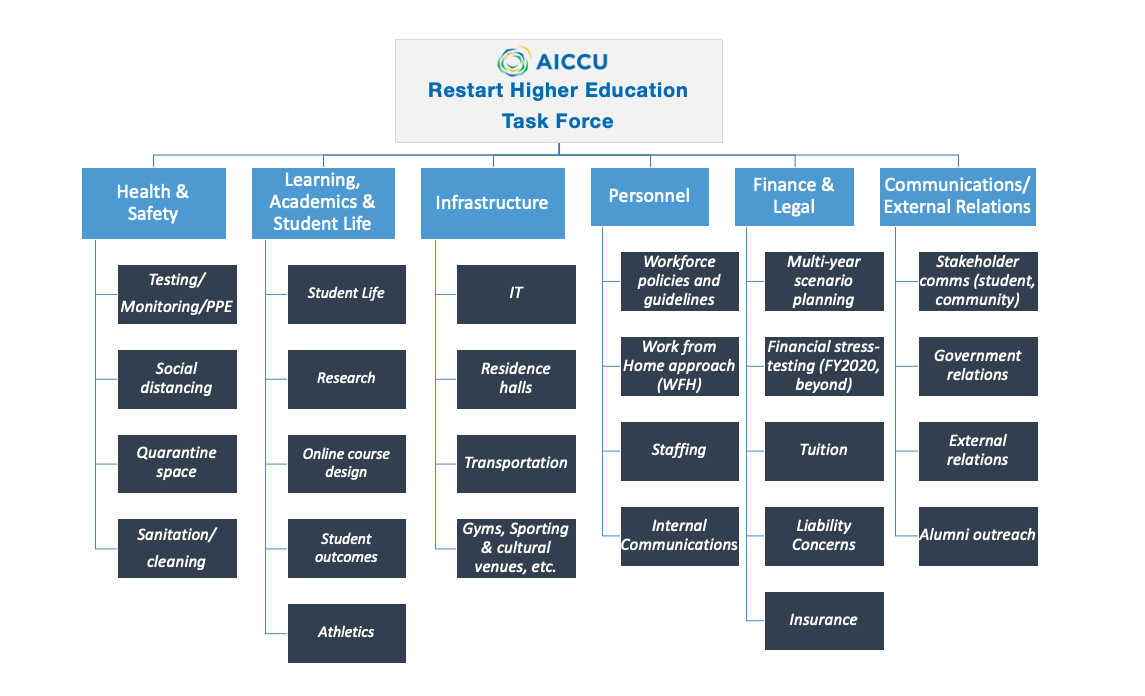 AICCU
Restart Higher Education
Task Force
Health &
Safety
Testing/
Monitoring/PPE
Social
distancing
Quarantine
space
Sanitation/
cleaning
Learning,
Academics &
Student Life
Student Life
Research
Online course
design
Student
outcomes
Athletics
Infrastructure
IT
Residence
halls
Transportation
Gyms, Sporting
& cultural
venues, etc.
Personnel
Workforce
policies and
guidelines
Work from
Home approach
(WFH)
Staffing
Internal
Communications
Finance &
Legal
Multi-year
scenario
planning
Financial stress-
testing (FY2020,
beyond)
Tuition
Liability
Concerns
Insurance
Communications/
External Relations
Stakeholder
comms (student,
community)
Government
relations
External
relations
Alumni outreach